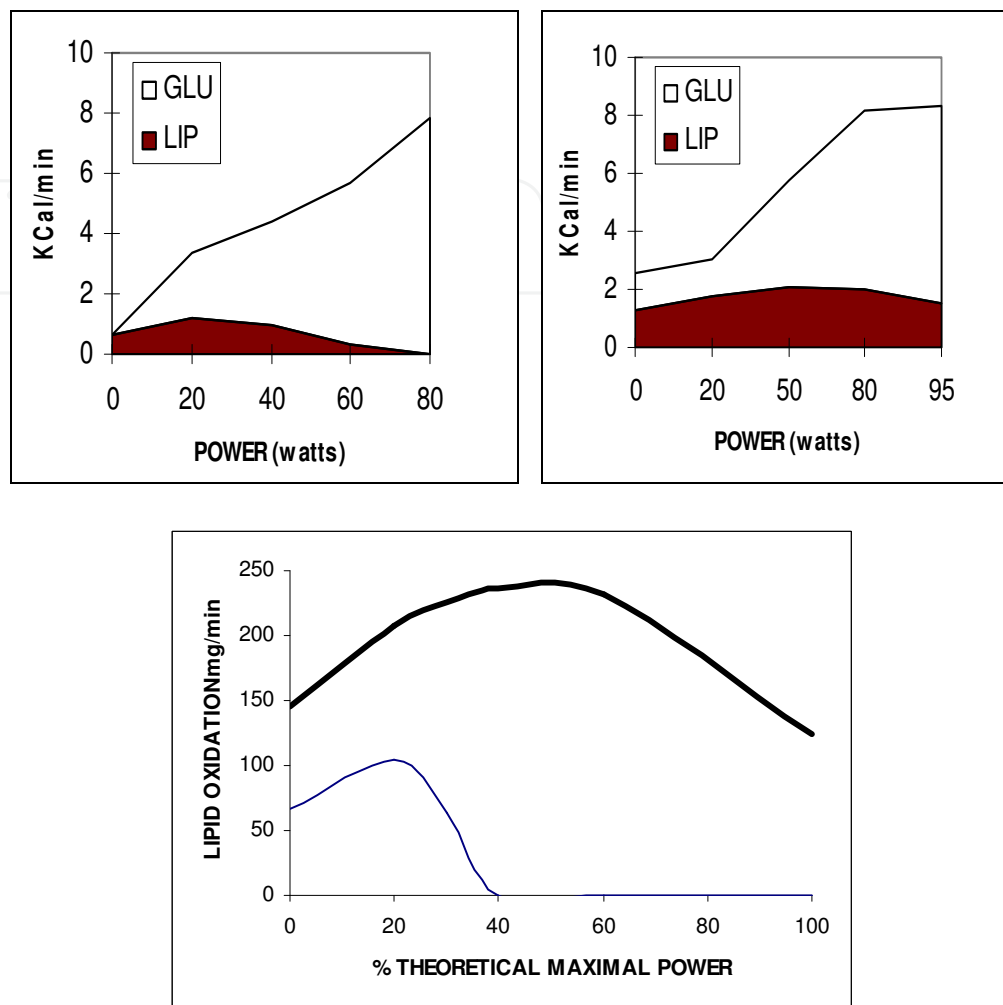 10
8
6
4
2
0
KCal/min
GLU
LIP
0 20 40 60 80
POWER (watts)
10
8
6
4
2
0
KCal/min
GLU
LIP
0 20 50 80 95
POWER (watts)
250
200
150
100
50
0
LIPID OXIDATIONmg/min
0 20 40 60 80 100
% THEORETICAL MAXIMAL POWER